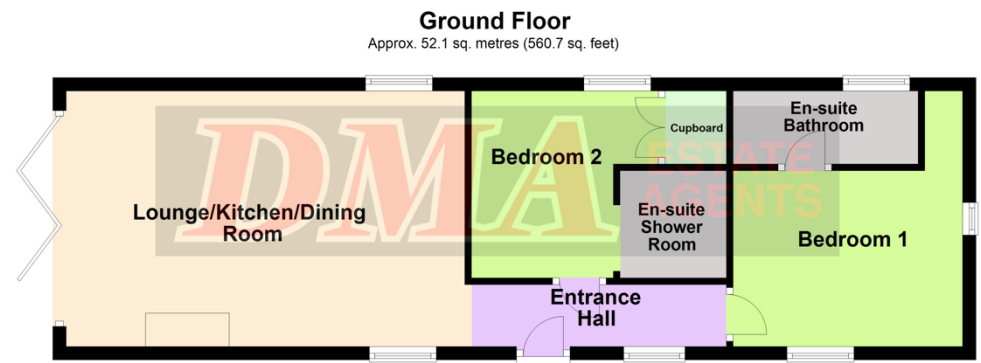 Ground Floor
Approx. 52.1 sq. metres (560.7 sq. feet)
En-suite
Bathroom
Cupboard
Bedroom 2
DMA
ESTATE
AGENTS
Lounge/Kitchen/Dining
Room
En-suite
Shower
Room
Bedroom 1
Entrance
Hall